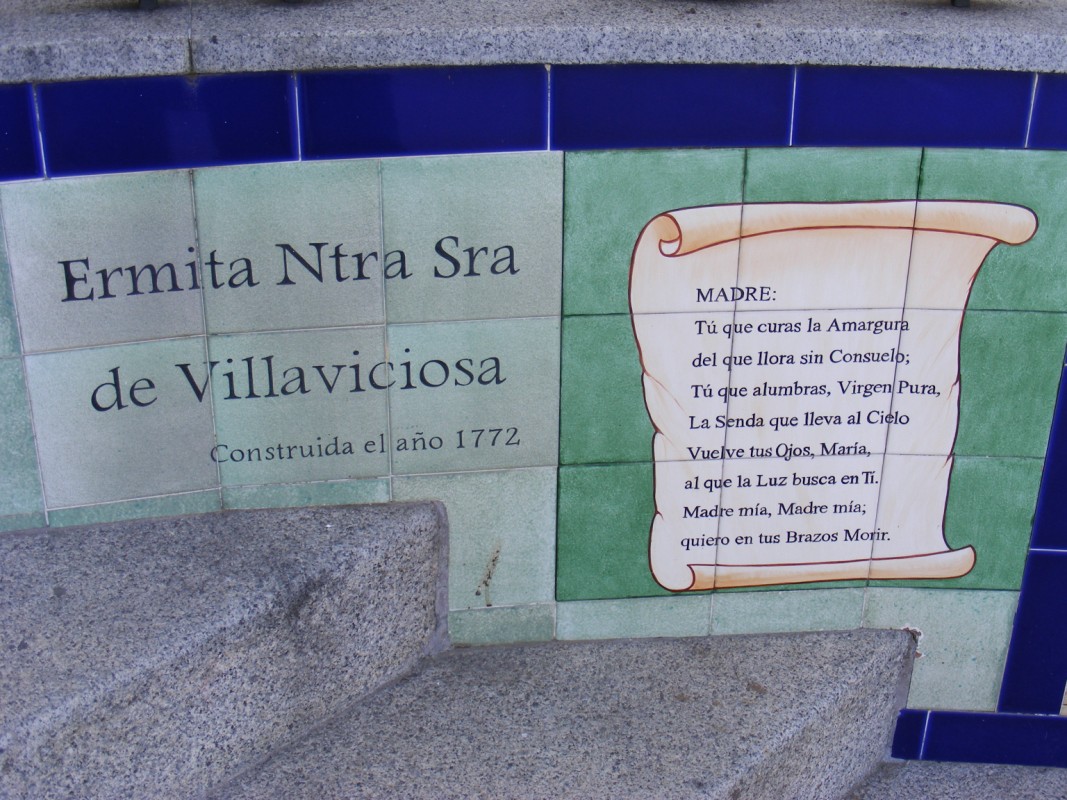 Ermita Ntra Sra
de Villaviciosa
Construida el año 1772
MADRE:
Tú que curas la Amargura
del que llora sin Consuelo;
Tú que alumbras, Virgen Pura,
La Senda que lleva al Cielo
Vuelve tus Ojos, María,
al que la Luz busca en Tí.
Madre mía, Madre mía;
quiero en tus Brazos Morir.